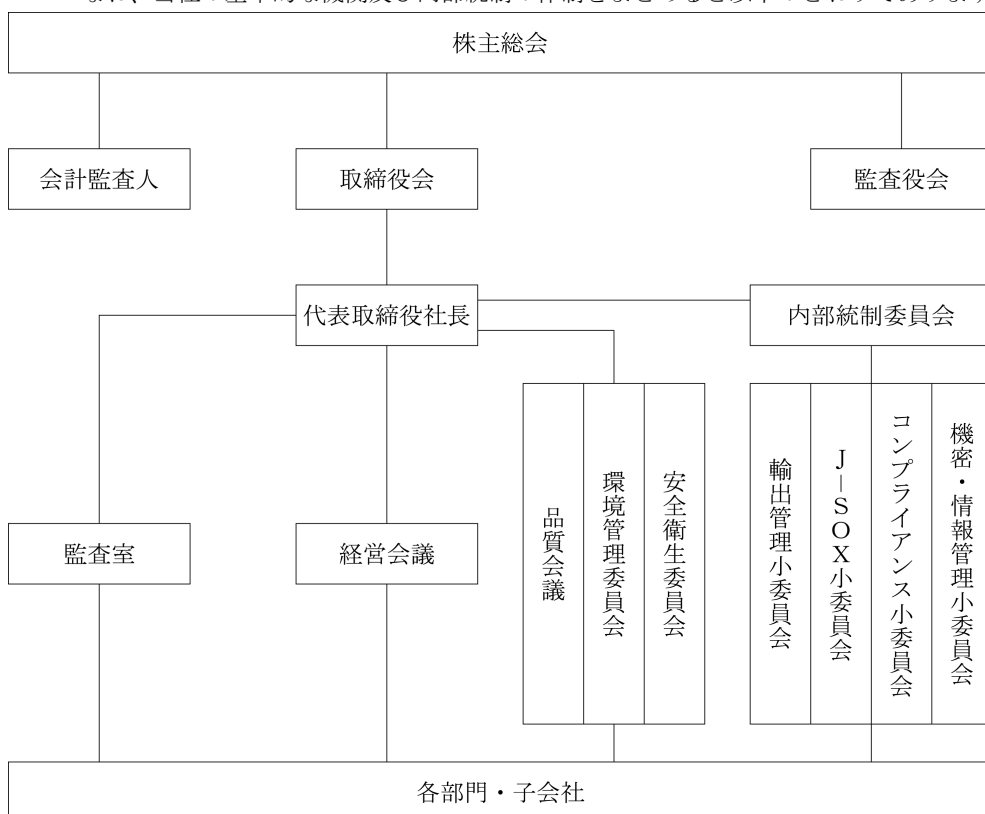 株主総会
会計監査人
取締役会
監査役会
代表取締役社長
内部統制委員会
監査室
経営会議
品質会議
環境管理委員会
安全衛生委員会
輸出管理小委員会
J－SOX小委員会
コンプライアンス小委員会
機密・情報管理小委員会
各部門・子会社